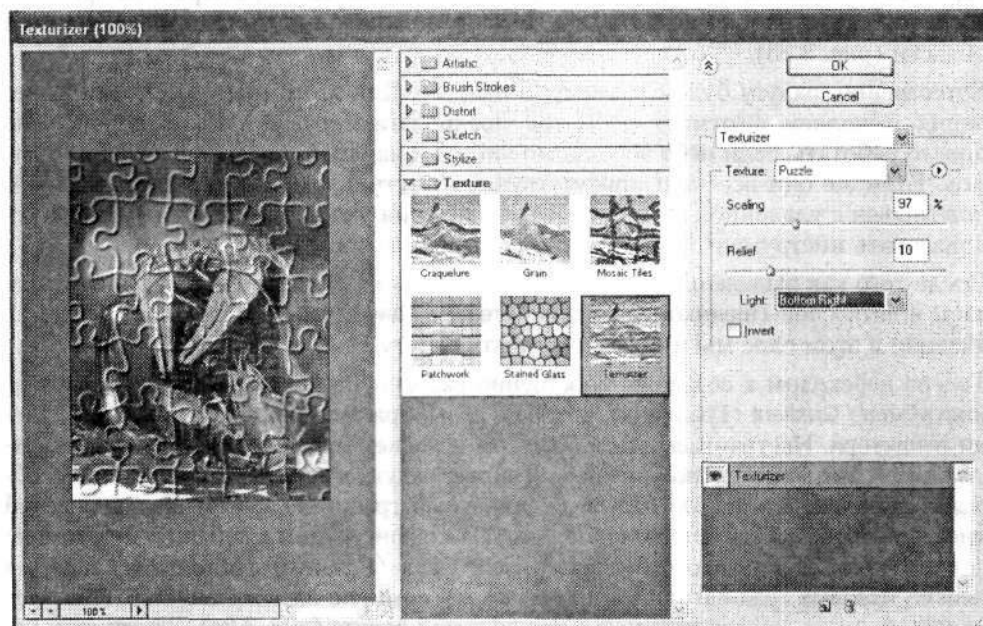 Texturizer (100%)
Artistic
Brush Strokes
Distort
Sketch
Stylize
Texture
Craquelure
Grain
Mosaic Tiles
Patchwork
Stained Glass
Texturizer
100%
OK
Cancel
Texturizer
Texture: Puzzle
Scaling 97 %
Relief 10
Light: Bottom Right
Invert
Texturizer